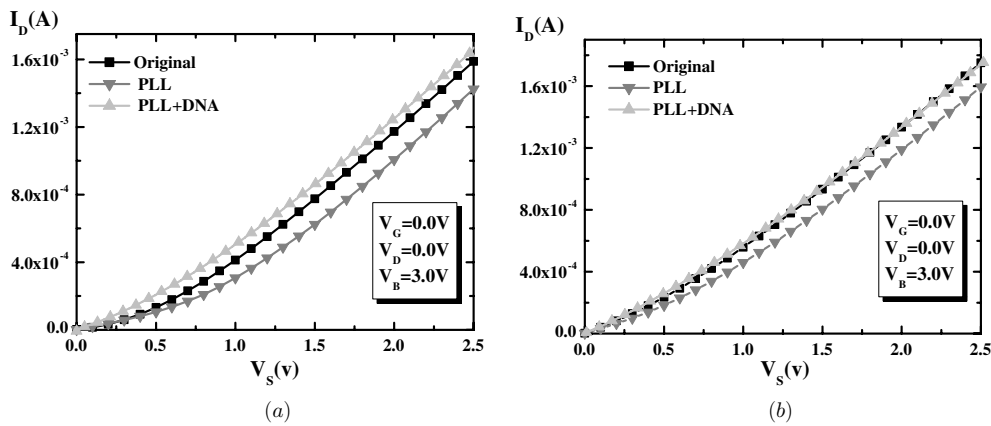 I_D(A)
1.6x10^-3
1.2x10^-3
8.0x10^-4
4.0x10^-4
0.0
Original
PLL
PLL+DNA
V_G=0.0V
V_D=0.0V
V_B=3.0V
0.0 0.5 1.0 1.5 2.0 2.5
V_S(v)
(a)
I_D(A)
1.6x10^-3
1.2x10^-3
8.0x10^-4
4.0x10^-4
0.0
Original
PLL
PLL+DNA
V_G=0.0V
V_D=0.0V
V_B=3.0V
0.0 0.5 1.0 1.5 2.0 2.5
V_S(v)
(b)